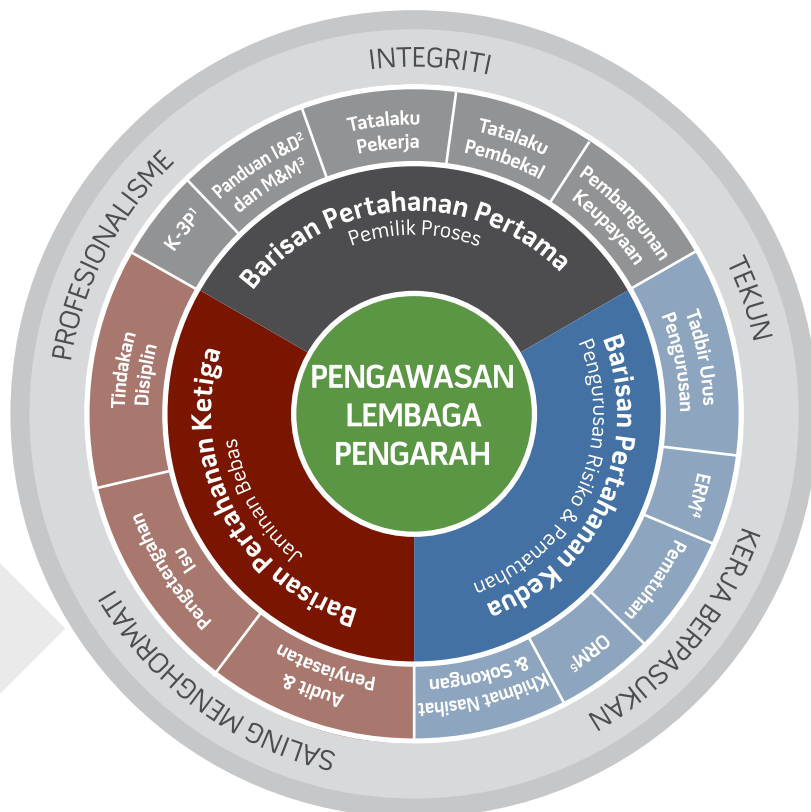 INTEGRITI
TEKUN
KERJA BERPASUKAN
SALING MENGHORMATI
PROFESIONALISME
K-3P¹
Panduan I&D²
dan M&M³
Tatalaku
Pekerja
Tatalaku
Pembekal
Pembangunan
Keupayaan
Tadbir Urus
Pengurusan
ERM⁴
Pematuhan
ORM⁵
Khidmat Nasihat
& Sokongan
Audit &
Penyiasatan
Pengetengahan
Isu
Tindakan
Disiplin
Barisan Pertahanan Pertama
Pemilik Proses
Barisan Pertahanan Kedua
Pengurusan Risiko & Pematuhan
Barisan Pertahanan Ketiga
Jaminan Bebas
PENGAWASAN
LEMBAGA
PENGARAH